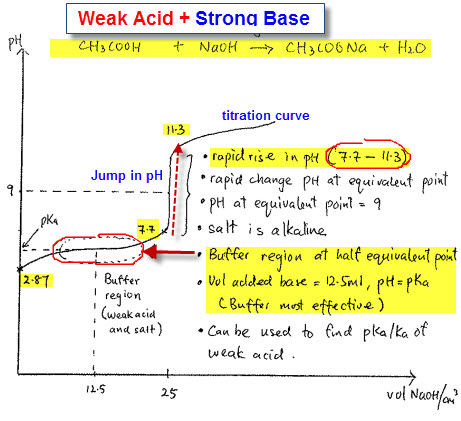 Weak Acid + Strong Base
CH₃COOH + NaOH → CH₃COONa + H₂O
pH
11.3
titration curve
• rapid rise in pH (7.7 – 11.3)
Jump in pH
• rapid change pH at equivalent point
9
• pH at equivalent point = 9
7.7
• salt is alkaline
pKa
• Buffer region at half equivalent point
2.87
• Vol added base = 12.5ml, pH = pKa
(Buffer most effective)
Buffer
region
(weak acid
and salt)
• Can be used to find pKa/Ka of
weak acid.
12.5
25
vol NaOH/cm³